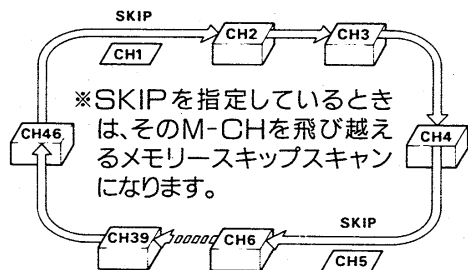 SKIP
CH1
CH2
CH3
※SKIPを指定しているとき
は、そのM-CHを飛び越え
るメモリースキップスキャン
になります。
CH46
CH4
CH39
CH6
SKIP
CH5